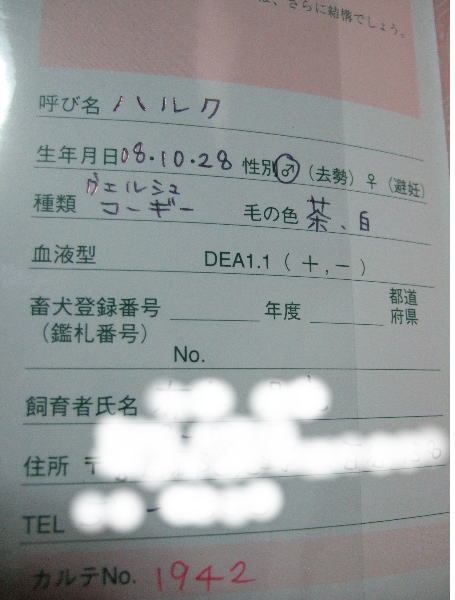 は、さらに結構でしょう。
呼び名 ハルク
生年月日 08・10・28 性別 ♂ (去勢) ♀ (避妊)
種類 ヴェルシュコーギー 毛の色 茶、白
血液型 DEA1.1 ( +, − )
畜犬登録番号 年度 都道府県
(鑑札番号)
No.
飼育者氏名
住所 〒
TEL
カルテNo. 1942